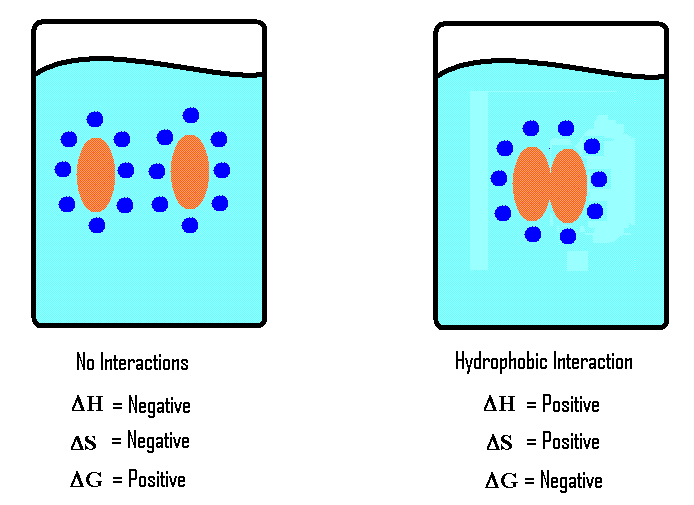 No Interactions
ΔH = Negative
ΔS = Negative
ΔG = Positive
Hydrophobic Interaction
ΔH = Positive
ΔS = Positive
ΔG = Negative